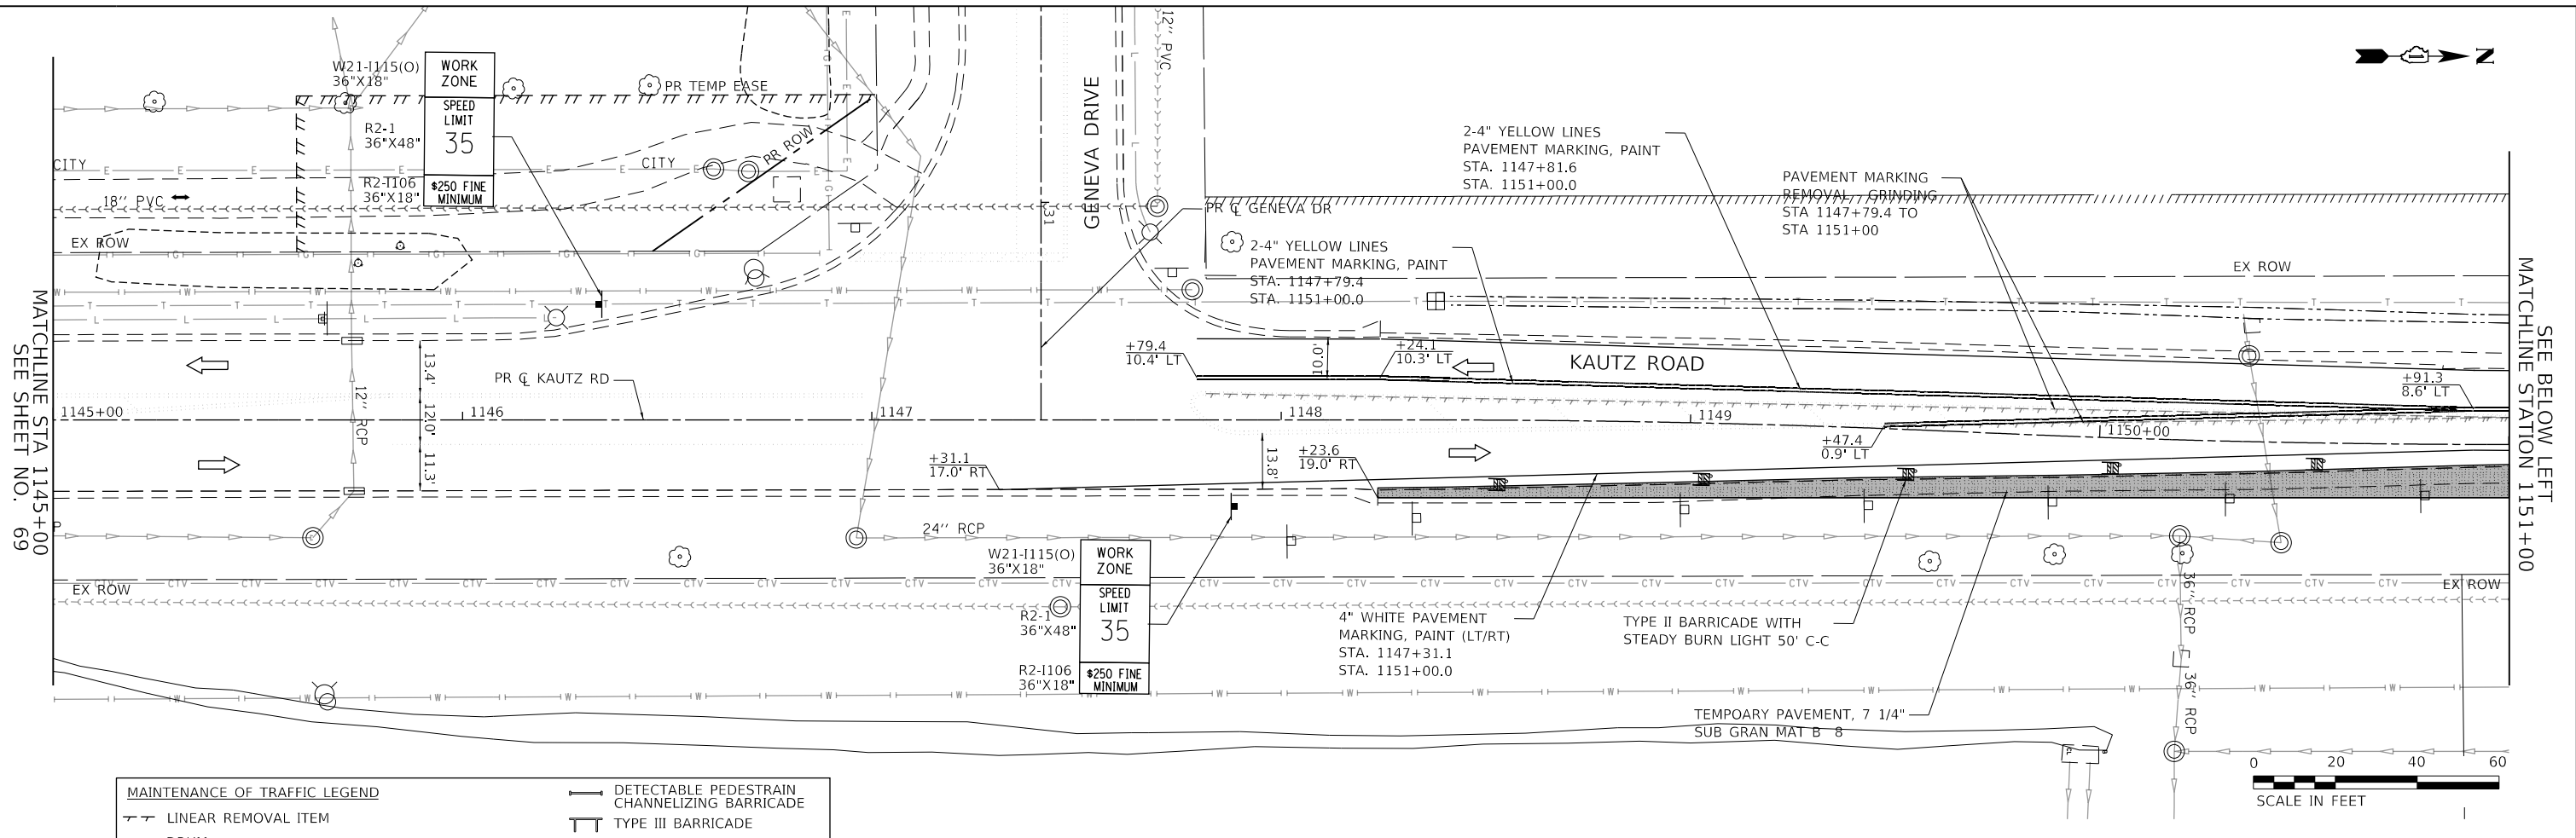 W21-I115(O)
36"X18"
WORK
ZONE
SPEED
LIMIT
35
$250 FINE
MINIMUM
R2-1
36"X48"
R2-I106
36"X18"
PR TEMP EASE
PR ROW
CITY
CITY
18'' PVC
EX ROW
12'' PVC
GENEVA DRIVE
31
PR ℄ GENEVA DR
N
2-4" YELLOW LINES
PAVEMENT MARKING, PAINT
STA. 1147+81.6
STA. 1151+00.0
PAVEMENT MARKING
REMOVAL - GRINDING
STA 1147+79.4 TO
STA 1151+00
2-4" YELLOW LINES
PAVEMENT MARKING, PAINT
STA. 1147+79.4
STA. 1151+00.0
EX ROW
MATCHLINE STA 1145+00
SEE SHEET NO. 69
SEE BELOW LEFT
MATCHLINE STATION 1151+00
+79.4
10.4' LT
10.0'
+24.1
10.3' LT
KAUTZ ROAD
+91.3
8.6' LT
13.4'
12.0'
11.3'
12'' RCP
PR ℄ KAUTZ RD
1145+00
1146
1147
1148
1149
1150+00
+47.4
0.9' LT
+31.1
17.0' RT
13.8'
+23.6
19.0' RT
24'' RCP
W21-I115(O)
36"X18"
WORK
ZONE
SPEED
LIMIT
35
$250 FINE
MINIMUM
R2-1
36"X48"
R2-I106
36"X18"
EX ROW
EX ROW
4" WHITE PAVEMENT
MARKING, PAINT (LT/RT)
STA. 1147+31.1
STA. 1151+00.0
TYPE II BARRICADE WITH
STEADY BURN LIGHT 50' C-C
36'' RCP
36'' RCP
TEMPOARY PAVEMENT, 7 1/4"
SUB GRAN MAT B 8
0 20 40 60
SCALE IN FEET
MAINTENANCE OF TRAFFIC LEGEND
LINEAR REMOVAL ITEM
DETECTABLE PEDESTRAIN
CHANNELIZING BARRICADE
TYPE III BARRICADE